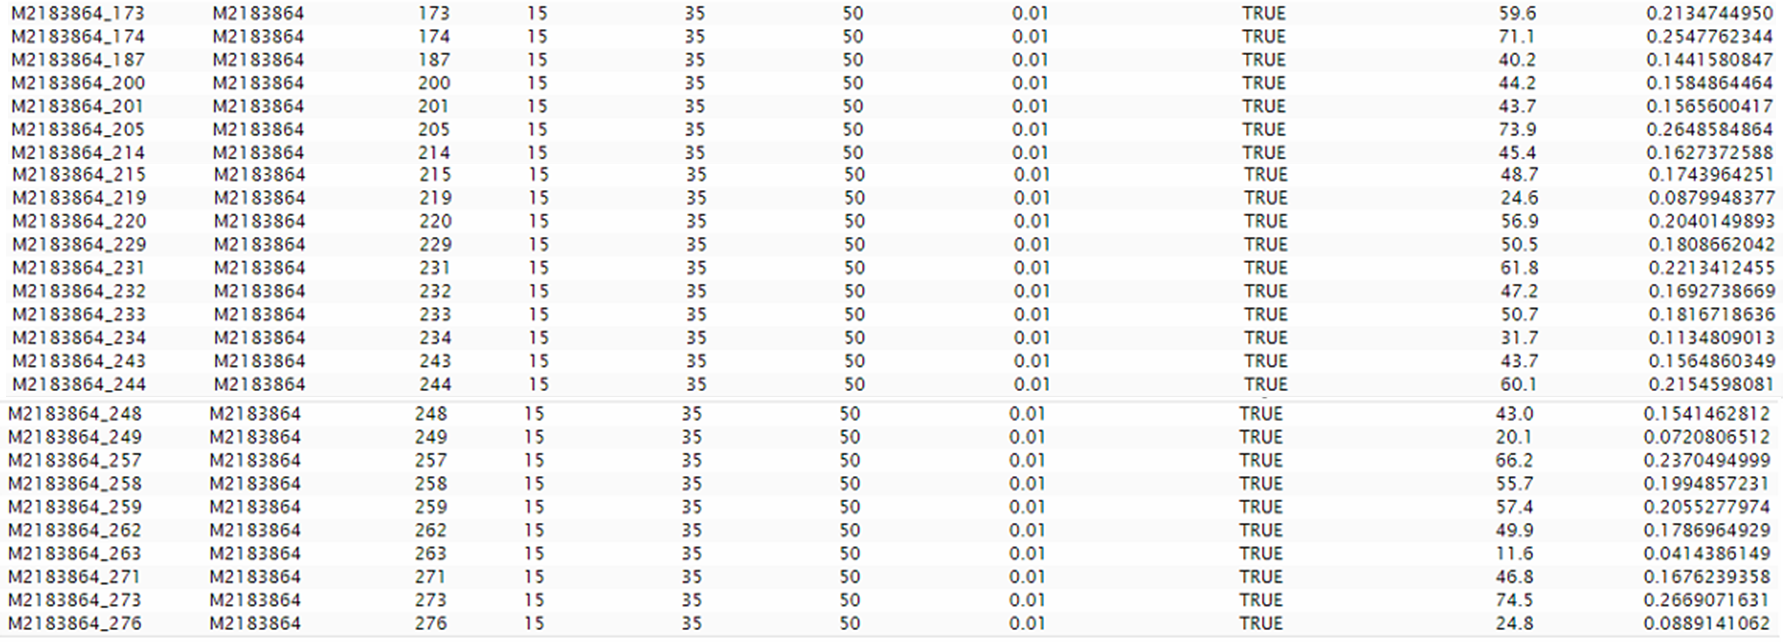 M2183864_173 M2183864 173 15 35 50 0.01 TRUE 59.6 0.2134744950
M2183864_174 M2183864 174 15 35 50 0.01 TRUE 71.1 0.2547762344
M2183864_187 M2183864 187 15 35 50 0.01 TRUE 40.2 0.1441580847
M2183864_200 M2183864 200 15 35 50 0.01 TRUE 44.2 0.1584864464
M2183864_201 M2183864 201 15 35 50 0.01 TRUE 43.7 0.1565600417
M2183864_205 M2183864 205 15 35 50 0.01 TRUE 73.9 0.2648584864
M2183864_214 M2183864 214 15 35 50 0.01 TRUE 45.4 0.1627372588
M2183864_215 M2183864 215 15 35 50 0.01 TRUE 48.7 0.1743964251
M2183864_219 M2183864 219 15 35 50 0.01 TRUE 24.6 0.0879948377
M2183864_220 M2183864 220 15 35 50 0.01 TRUE 56.9 0.2040149893
M2183864_229 M2183864 229 15 35 50 0.01 TRUE 50.5 0.1808662042
M2183864_231 M2183864 231 15 35 50 0.01 TRUE 61.8 0.2213412455
M2183864_232 M2183864 232 15 35 50 0.01 TRUE 47.2 0.1692738669
M2183864_233 M2183864 233 15 35 50 0.01 TRUE 50.7 0.1816718636
M2183864_234 M2183864 234 15 35 50 0.01 TRUE 31.7 0.1134809013
M2183864_243 M2183864 243 15 35 50 0.01 TRUE 43.7 0.1564860349
M2183864_244 M2183864 244 15 35 50 0.01 TRUE 60.1 0.2154598081
M2183864_248 M2183864 248 15 35 50 0.01 TRUE 43.0 0.1541462812
M2183864_249 M2183864 249 15 35 50 0.01 TRUE 20.1 0.0720806512
M2183864_257 M2183864 257 15 35 50 0.01 TRUE 66.2 0.2370494999
M2183864_258 M2183864 258 15 35 50 0.01 TRUE 55.7 0.1994857231
M2183864_259 M2183864 259 15 35 50 0.01 TRUE 57.4 0.2055277974
M2183864_262 M2183864 262 15 35 50 0.01 TRUE 49.9 0.1786964929
M2183864_263 M2183864 263 15 35 50 0.01 TRUE 11.6 0.0414386149
M2183864_271 M2183864 271 15 35 50 0.01 TRUE 46.8 0.1676239358
M2183864_273 M2183864 273 15 35 50 0.01 TRUE 74.5 0.2669071631
M2183864_276 M2183864 276 15 35 50 0.01 TRUE 24.8 0.0889141062